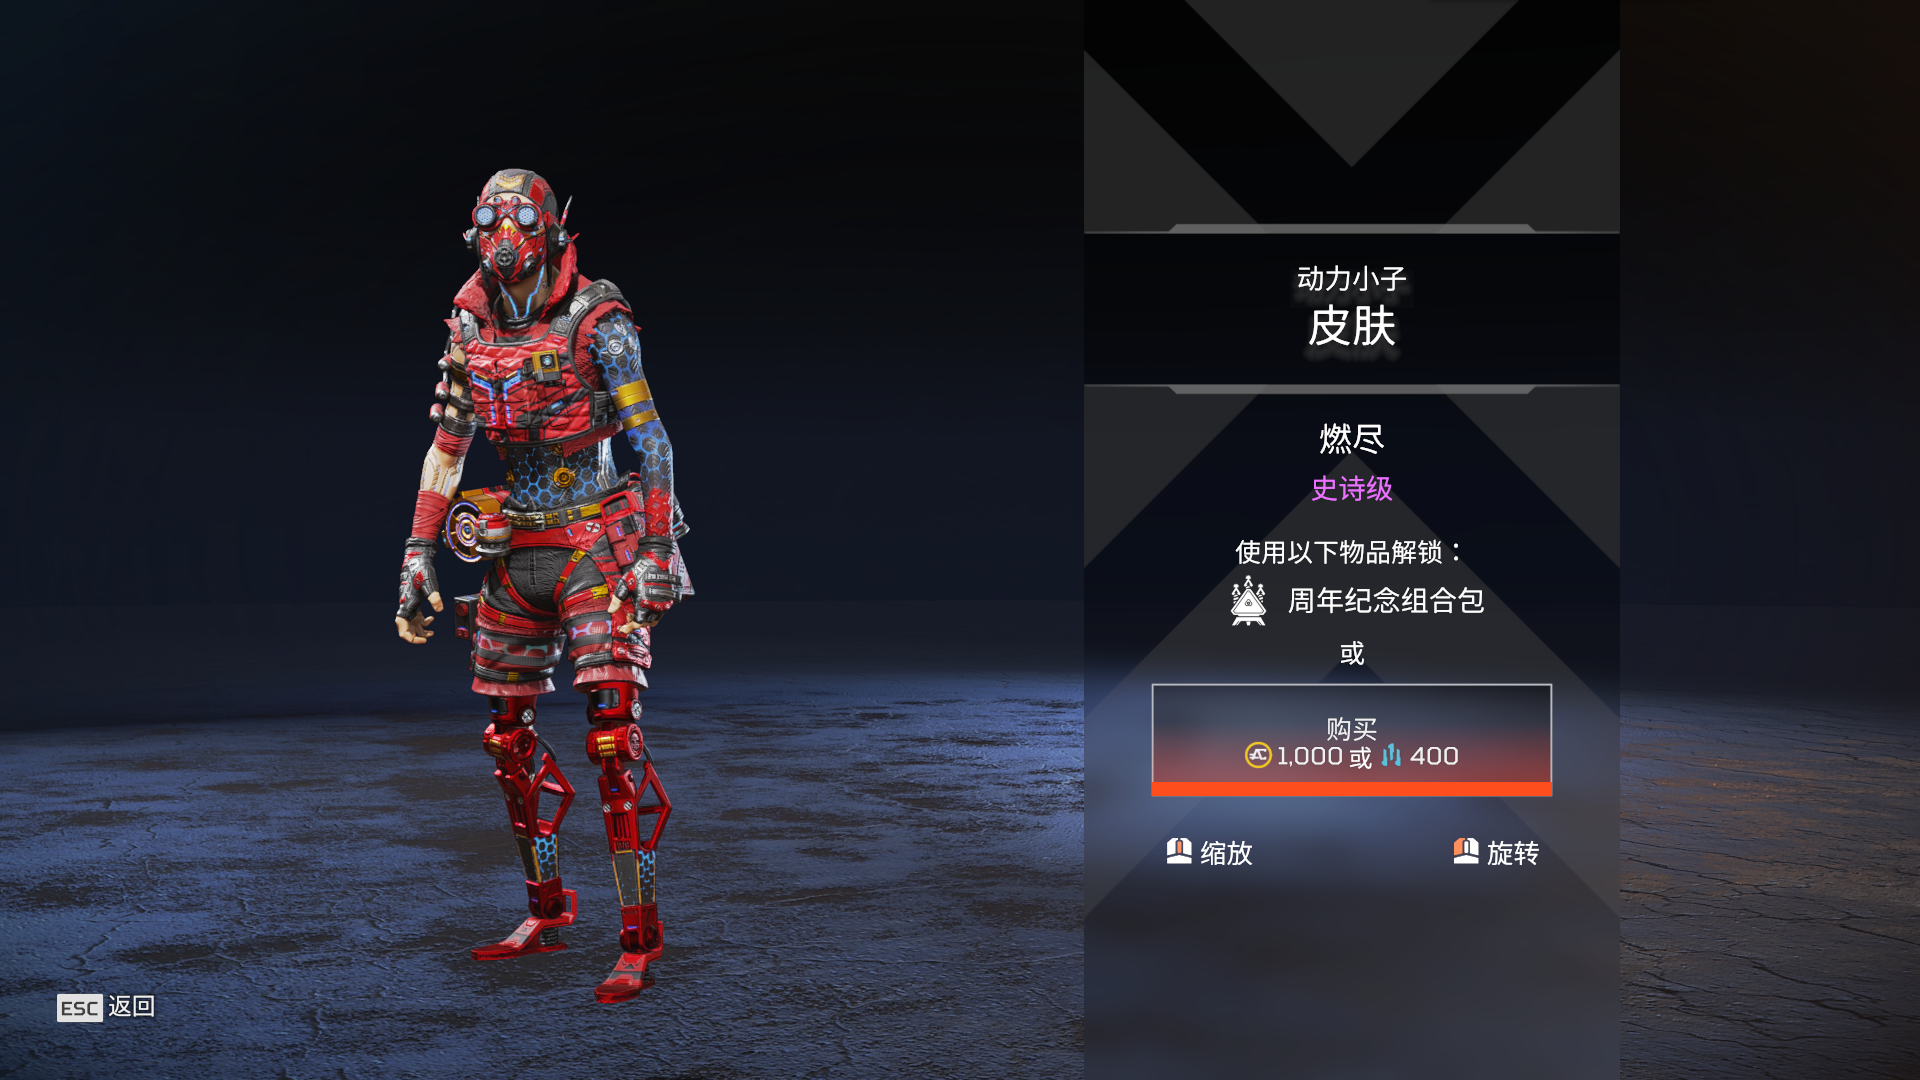 动力小子
皮肤
燃尽
史诗级
使用以下物品解锁：
周年纪念组合包
或
购买
1,000 或 400
缩放 旋转
ESC 返回